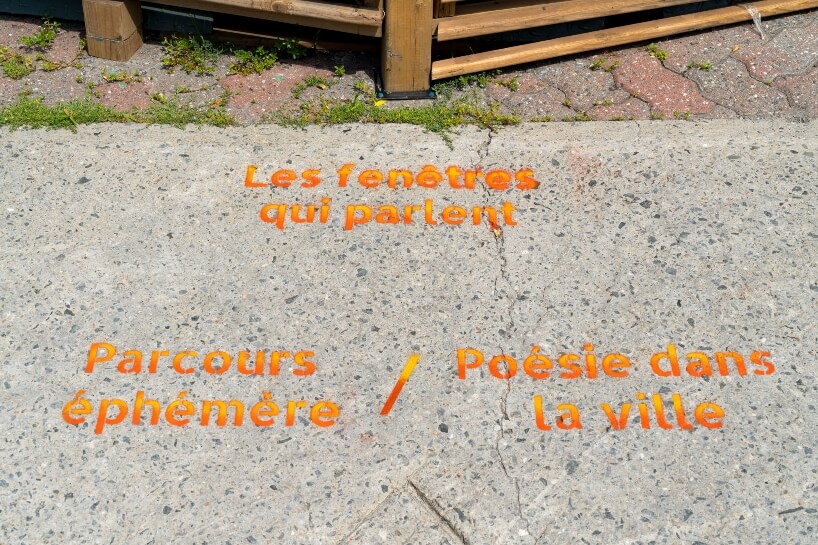 Les fenêtres
qui parlent
Parcours
éphémère
/
Poésie dans
la ville